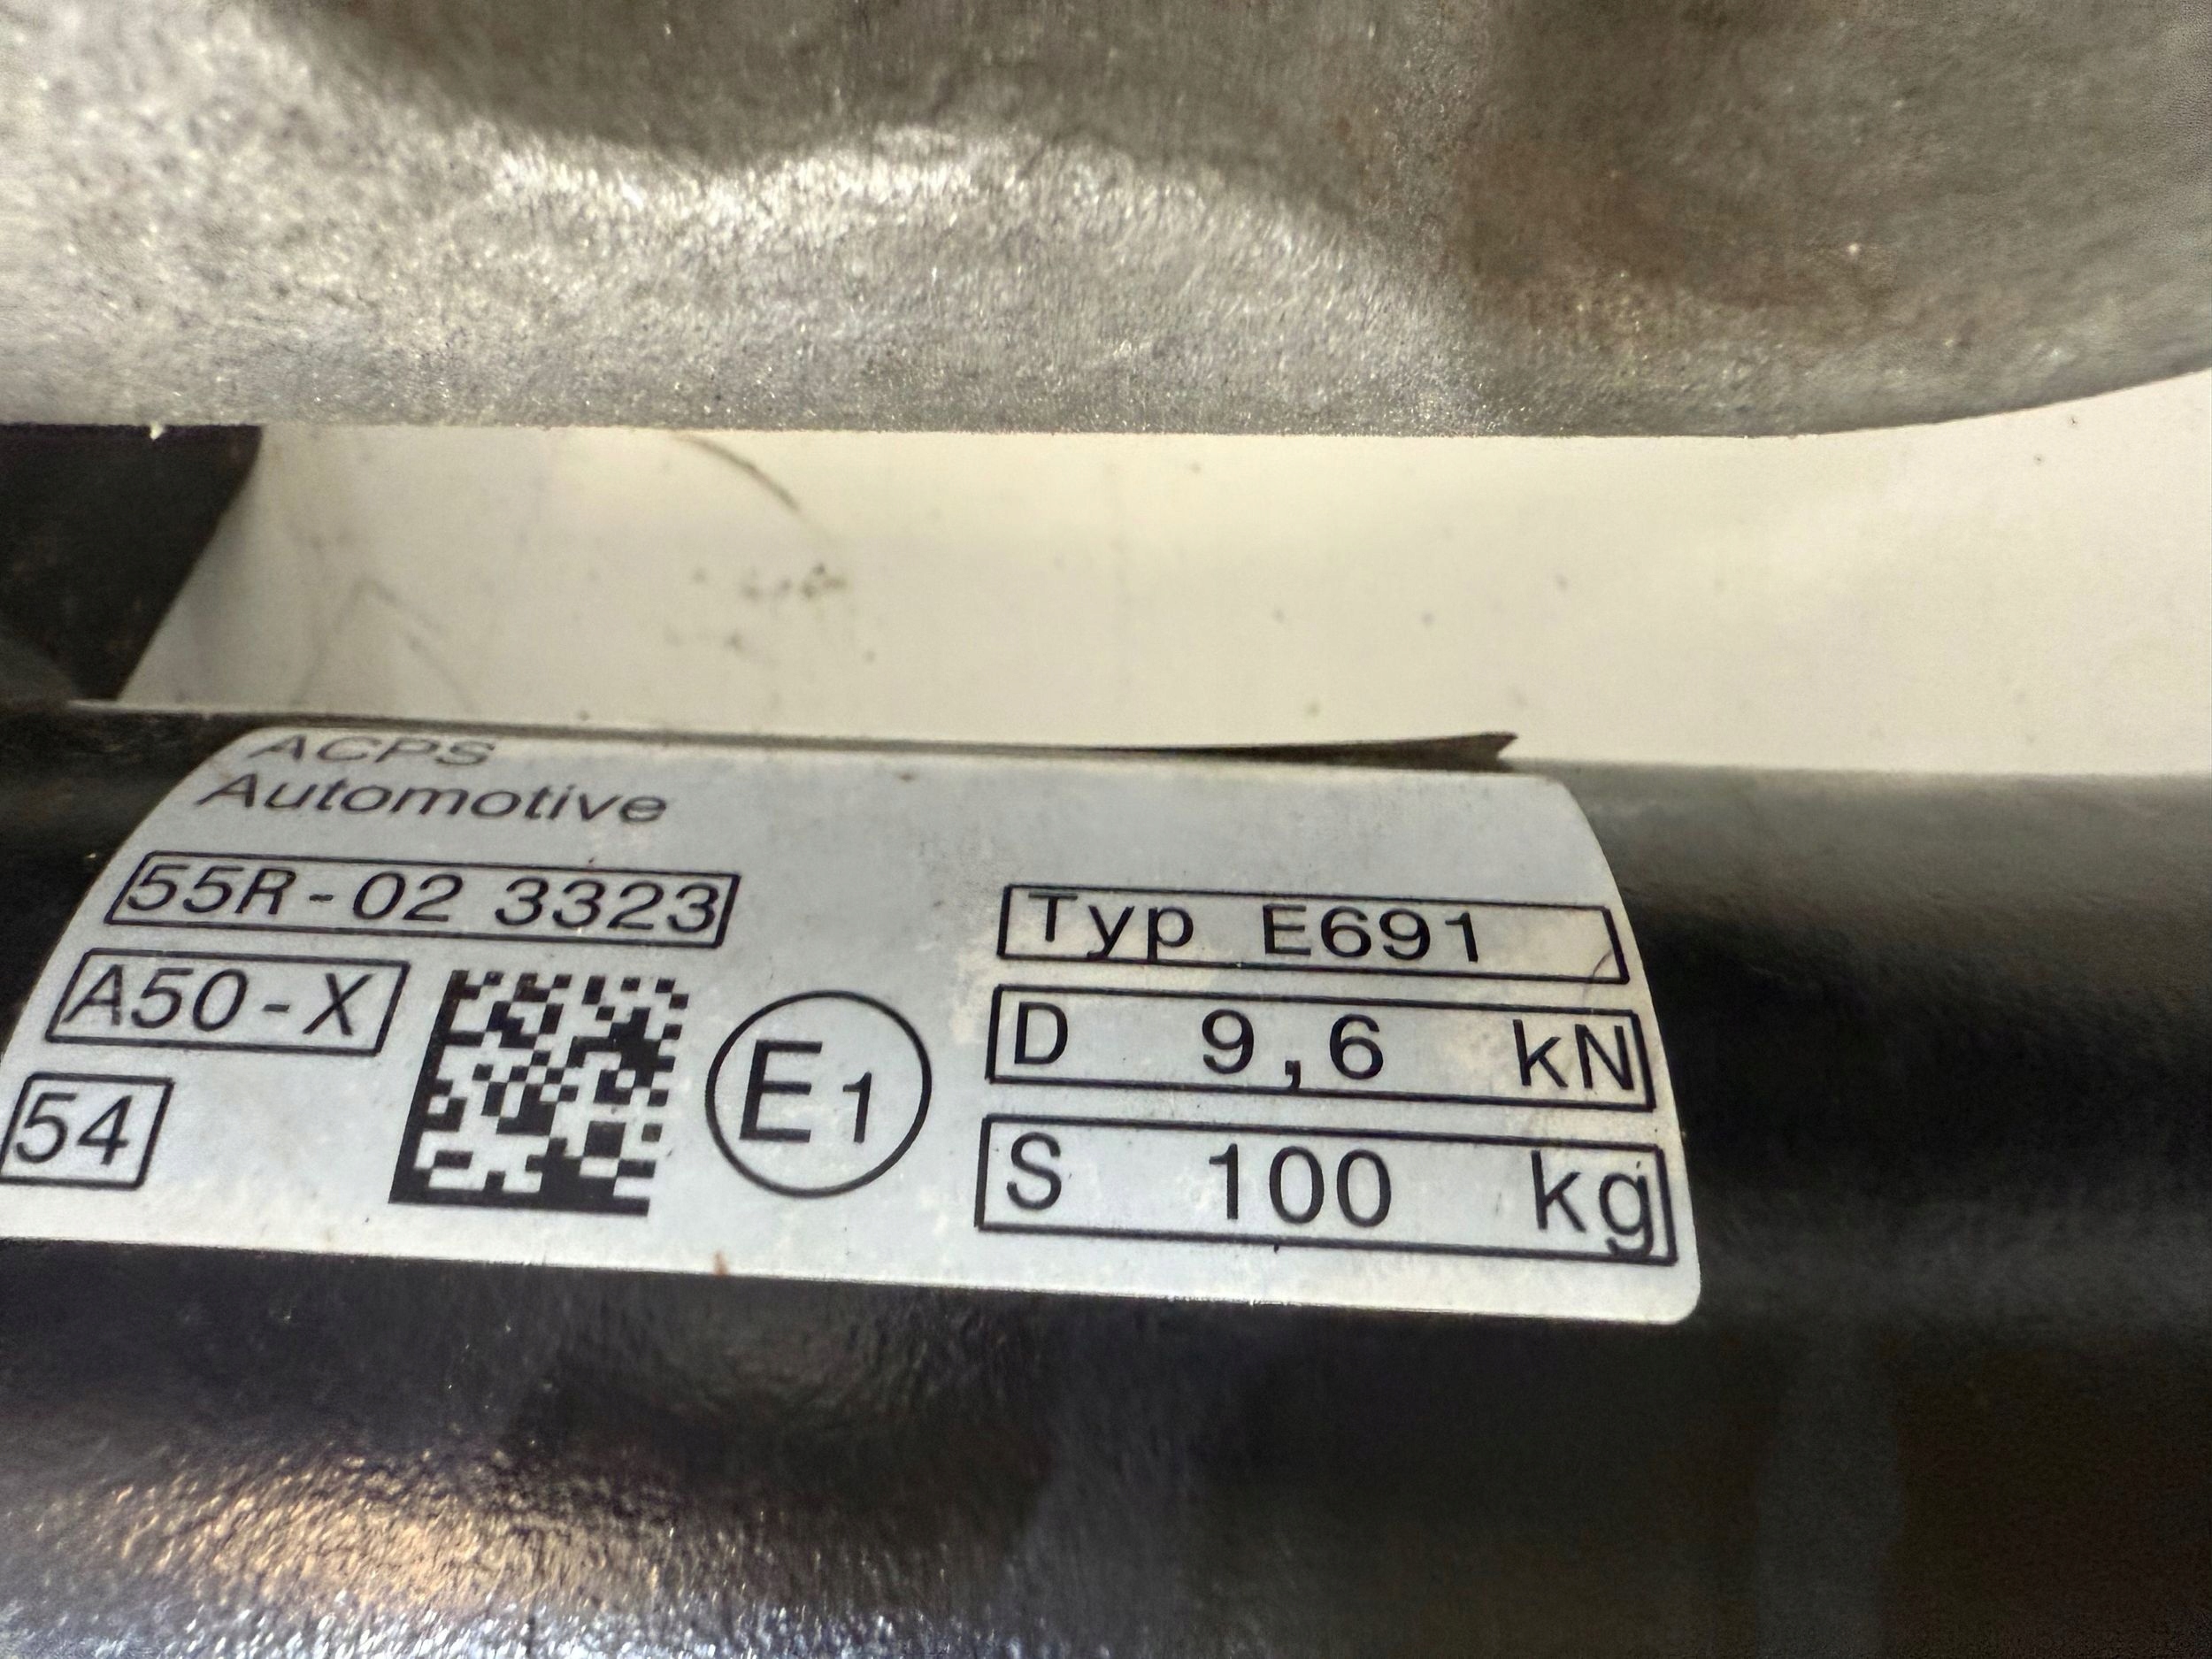 ACPS
Automotive
55R-02 3323
A50-X
54
E1
Typ E691
D 9,6 kN
S 100 kg